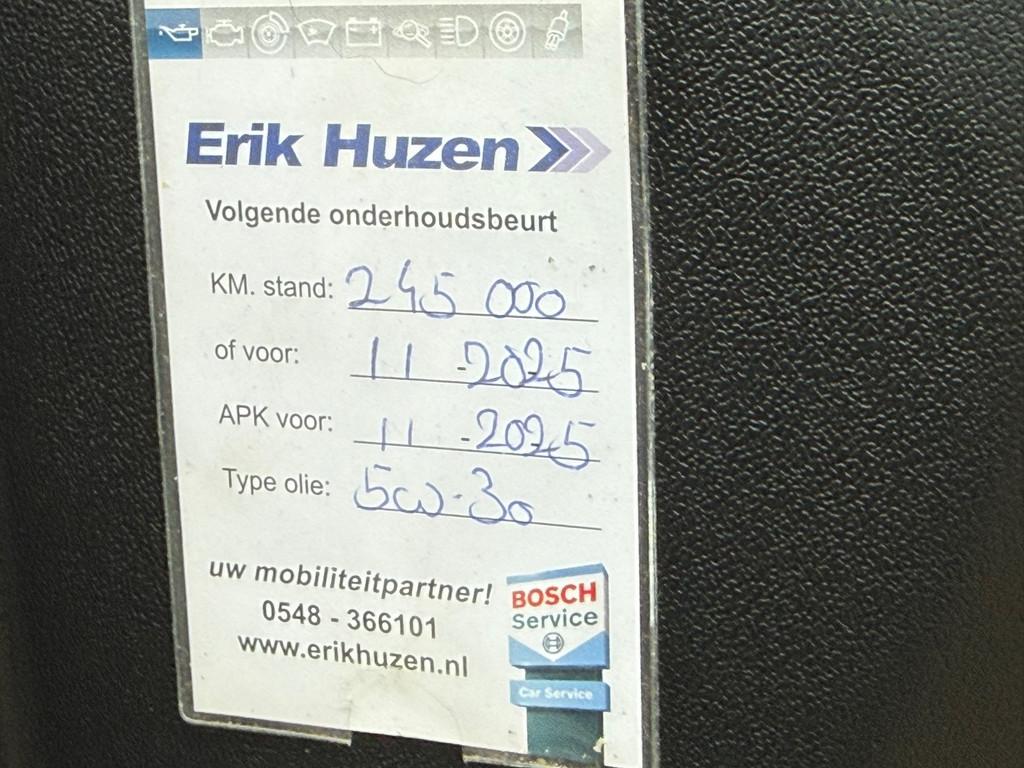 Erik Huzen
Volgende onderhoudsbeurt
KM. stand: 245 000
of voor: 11 -2025
APK voor: 11 -2025
Type olie: 5w-30
uw mobiliteitpartner!
0548 - 366101
www.erikhuzen.nl
BOSCH
Service
Car Service